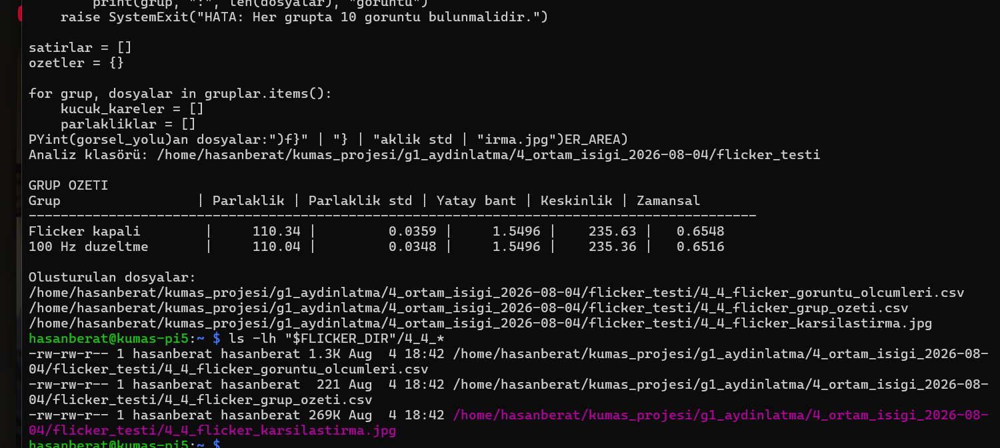 print(grup, ":", len(dosyalar), "goruntu")
    raise SystemExit("HATA: Her grupta 10 goruntu bulunmalidir.")
satirlar = []
ozetler = {}
for grup, dosyalar in gruplar.items():
    kucuk_kareler = []
    parlakliklar = []
PYint(gorsel_yolu)an dosyalar:")f}" | "} | "aklik std | "irma.jpg")ER_AREA)
Analiz klasörü: /home/hasanberat/kumas_projesi/g1_aydinlatma/4_ortam_isigi_2026-08-04/flicker_testi
GRUP OZETI
Grup                 | Parlaklik | Parlaklik std | Yatay bant | Keskinlik | Zamansal
-------------------------------------------------------------------------------------------
Flicker kapali        |     110.34 |         0.0359 |     1.5496 |    235.63 |   0.6548
100 Hz duzeltme       |     110.04 |         0.0348 |     1.5496 |    235.36 |   0.6516
Olusturulan dosyalar:
/home/hasanberat/kumas_projesi/g1_aydinlatma/4_ortam_isigi_2026-08-04/flicker_testi/4_4_flicker_goruntu_olcumleri.csv
/home/hasanberat/kumas_projesi/g1_aydinlatma/4_ortam_isigi_2026-08-04/flicker_testi/4_4_flicker_grup_ozeti.csv
/home/hasanberat/kumas_projesi/g1_aydinlatma/4_ortam_isigi_2026-08-04/flicker_testi/4_4_flicker_karsilastirma.jpg
hasanberat@kumas-pi5:~ $ ls -lh "$FLICKER_DIR"/4_4_*
-rw-rw-r-- 1 hasanberat hasanberat 1.3K Aug  4 18:42 /home/hasanberat/kumas_projesi/g1_aydinlatma/4_ortam_isigi_2026-08-
04/flicker_testi/4_4_flicker_goruntu_olcumleri.csv
-rw-rw-r-- 1 hasanberat hasanberat  221 Aug  4 18:42 /home/hasanberat/kumas_projesi/g1_aydinlatma/4_ortam_isigi_2026-08-
04/flicker_testi/4_4_flicker_grup_ozeti.csv
-rw-rw-r-- 1 hasanberat hasanberat 269K Aug  4 18:42 /home/hasanberat/kumas_projesi/g1_aydinlatma/4_ortam_isigi_2026-08-
04/flicker_testi/4_4_flicker_karsilastirma.jpg
hasanberat@kumas-pi5:~ $